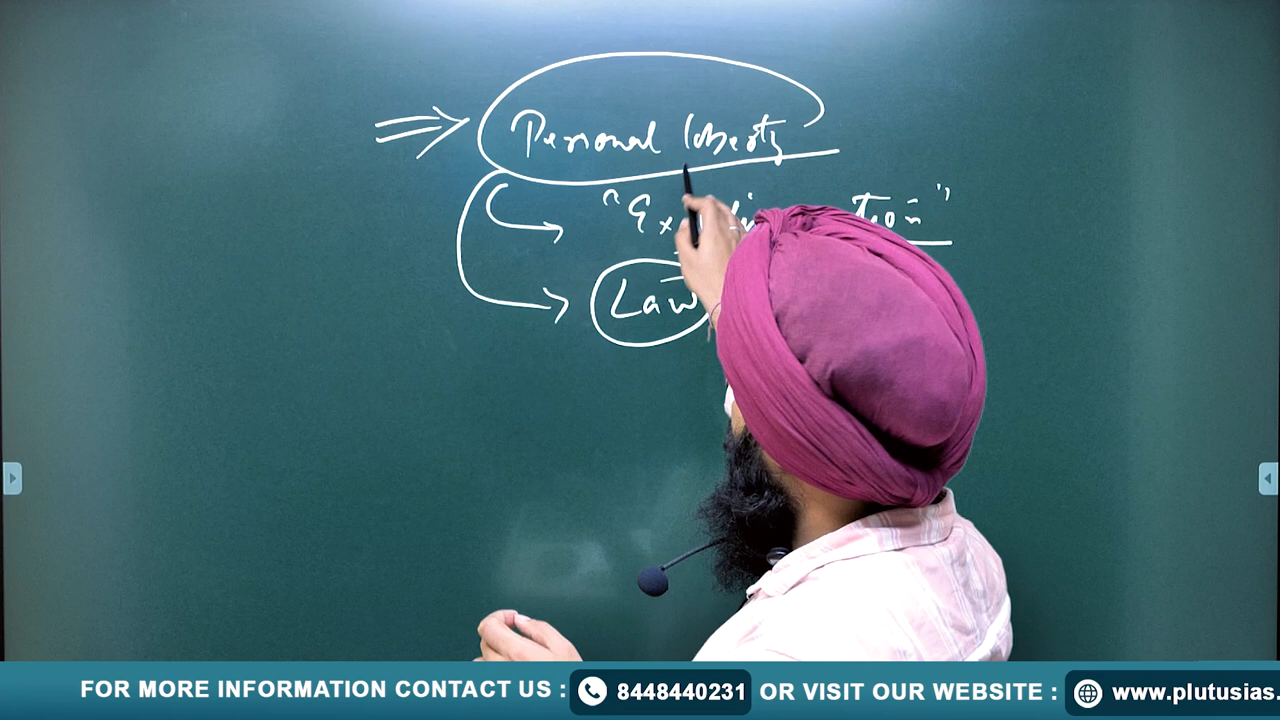 Personal liberty
Law
FOR MORE INFORMATION CONTACT US : 8448440231 OR VISIT OUR WEBSITE : www.plutusias.